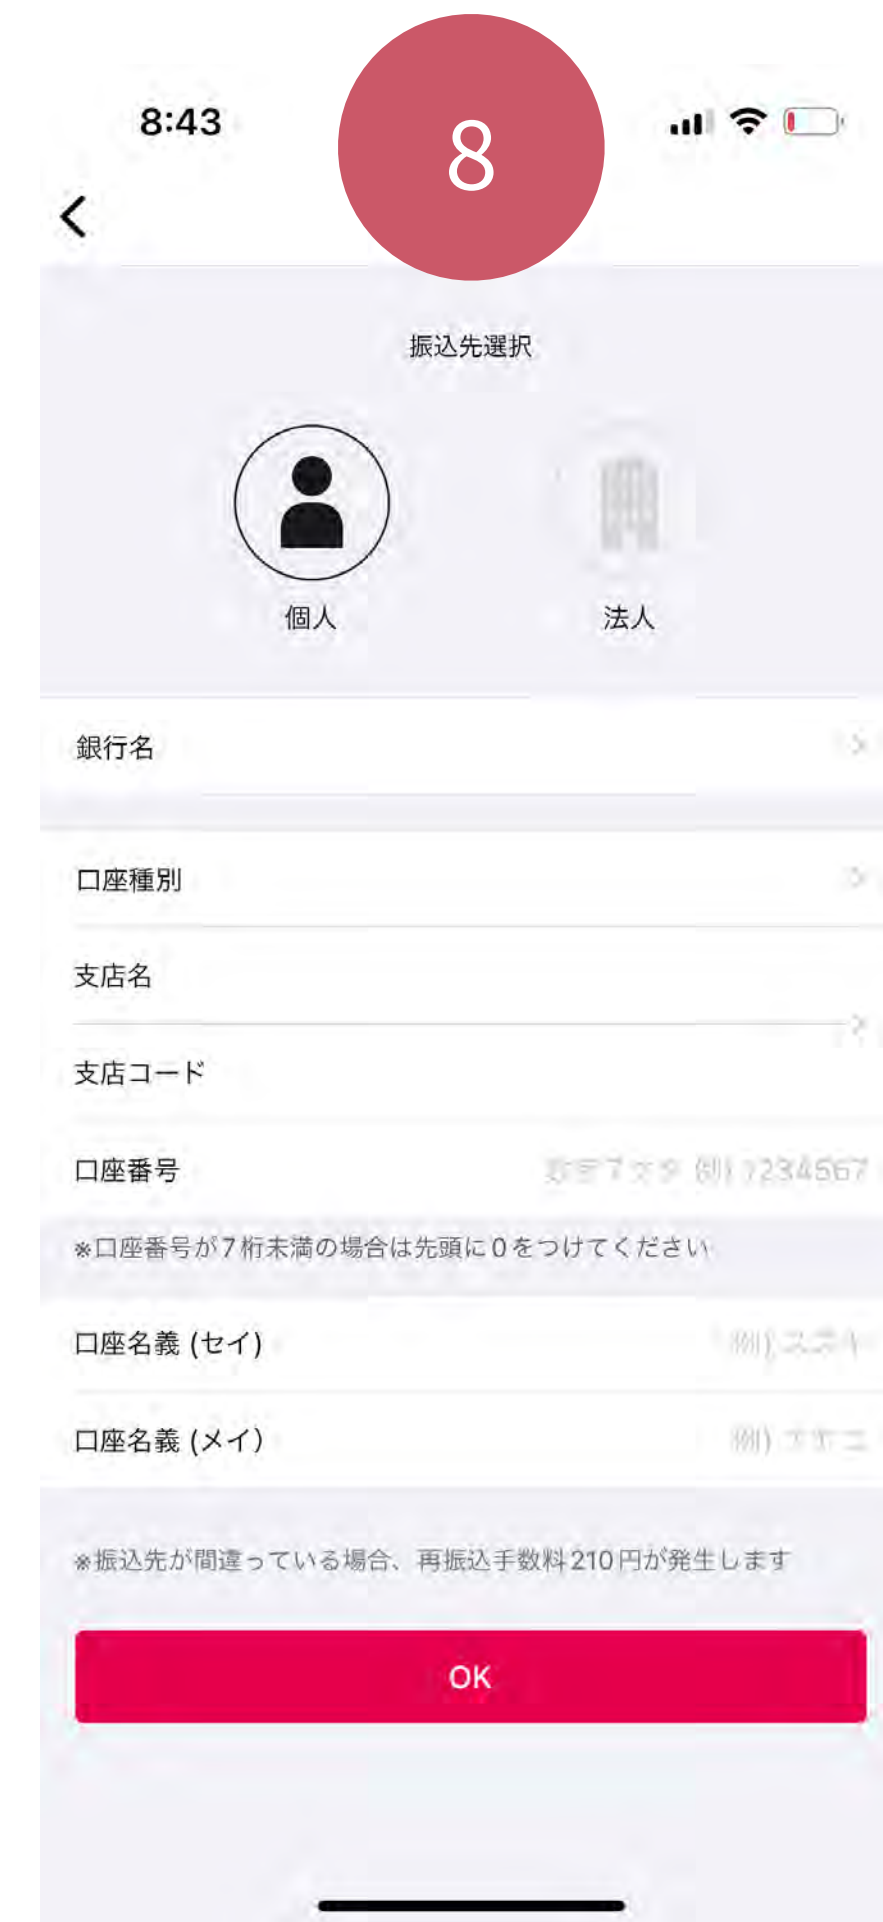 8:43
8
振込先選択
個人
法人
銀行名
口座種別
支店名
支店コード
口座番号
1234567
※口座番号が7桁未満の場合は先頭に0をつけてください
口座名義 (セイ)
例)
口座名義 (メイ)
例)
※振込先が間違っている場合、再振込手数料210円が発生します
OK